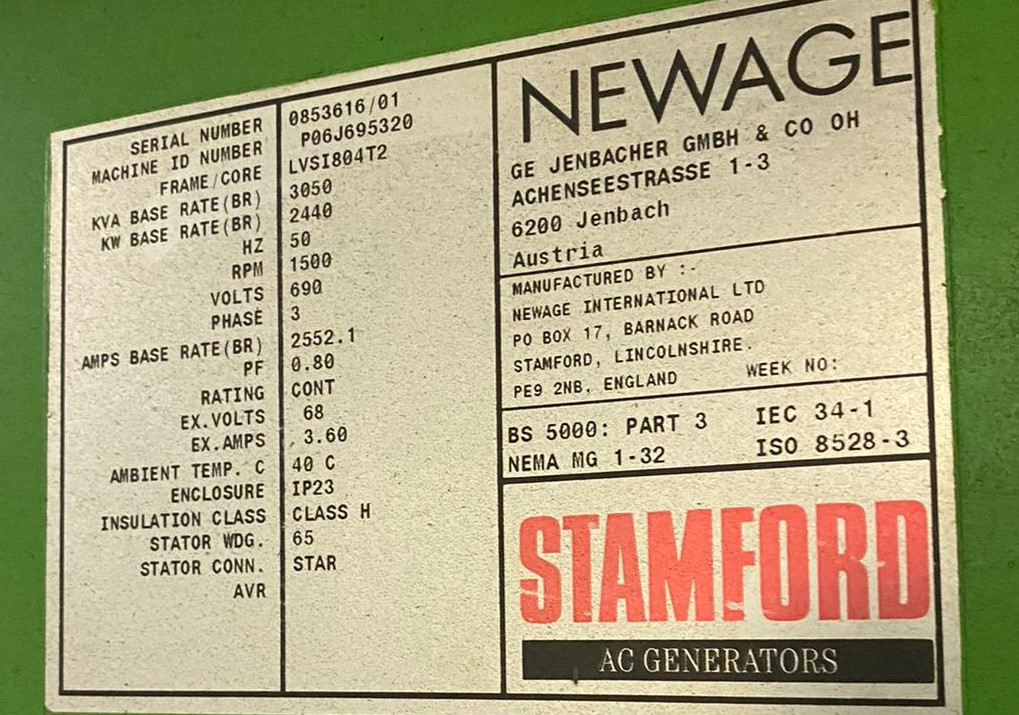 SERIAL NUMBER 0853616/01
MACHINE ID NUMBER P06J695320
FRAME/CORE LVSI804T2
KVA BASE RATE(BR) 3050
KW BASE RATE(BR) 2440
HZ 50
RPM 1500
VOLTS 690
PHASE 3
AMPS BASE RATE(BR) 2552.1
PF 0.80
RATING CONT
EX.VOLTS 68
EX.AMPS 3.60
AMBIENT TEMP. C 40 C
ENCLOSURE IP23
INSULATION CLASS CLASS H
STATOR WDG. 65
STATOR CONN. STAR
AVR
NEWAGE
GE JENBACHER GMBH & CO OH
ACHENSEESTRASSE 1-3
6200 Jenbach
Austria
MANUFACTURED BY :-
NEWAGE INTERNATIONAL LTD
PO BOX 17, BARNACK ROAD
STAMFORD, LINCOLNSHIRE.
PE9 2NB, ENGLAND WEEK NO:
BS 5000: PART 3 IEC 34-1
NEMA MG 1-32 ISO 8528-3
STAMFORD
AC GENERATORS